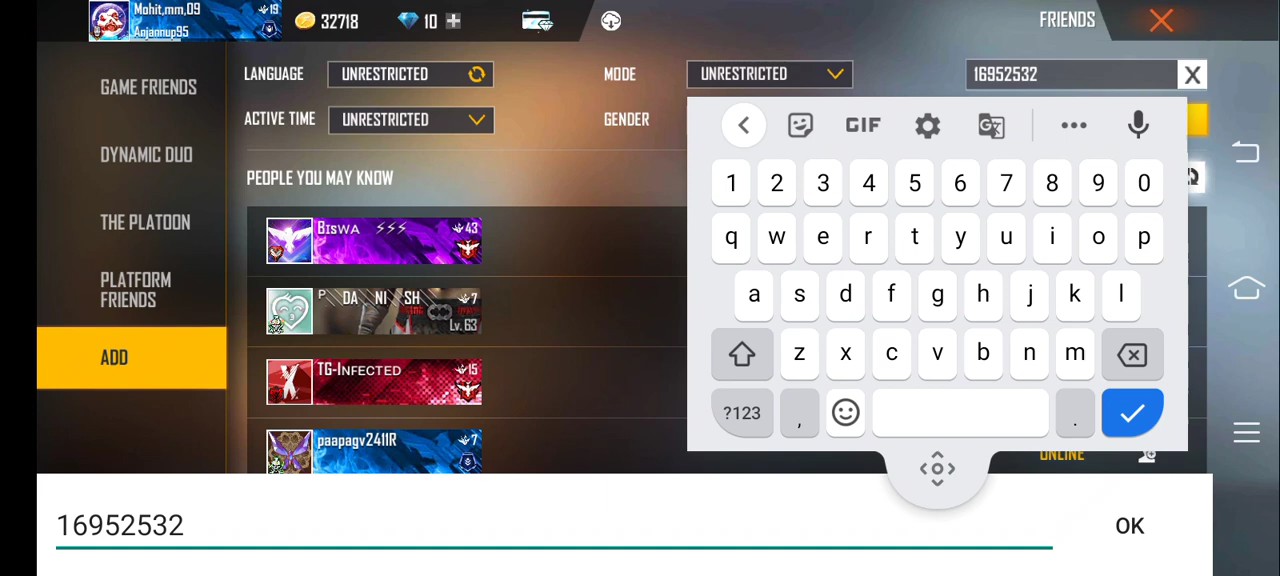 Mohit,mm,09
19
Anjannup95
32718
10
FRIENDS
GAME FRIENDS
DYNAMIC DUO
THE PLATOON
PLATFORM
FRIENDS
ADD
LANGUAGE
UNRESTRICTED
MODE
UNRESTRICTED
16952532
X
ACTIVE TIME
UNRESTRICTED
GENDER
PEOPLE YOU MAY KNOW
Biswa
43
P DA NI SH
7
Lv. 63
TG-Infected
15
paapagv2411R
7
ONLINE
GIF
1 2 3 4 5 6 7 8 9 0
q w e r t y u i o p
a s d f g h j k l
z x c v b n m
?123 , .
16952532
OK